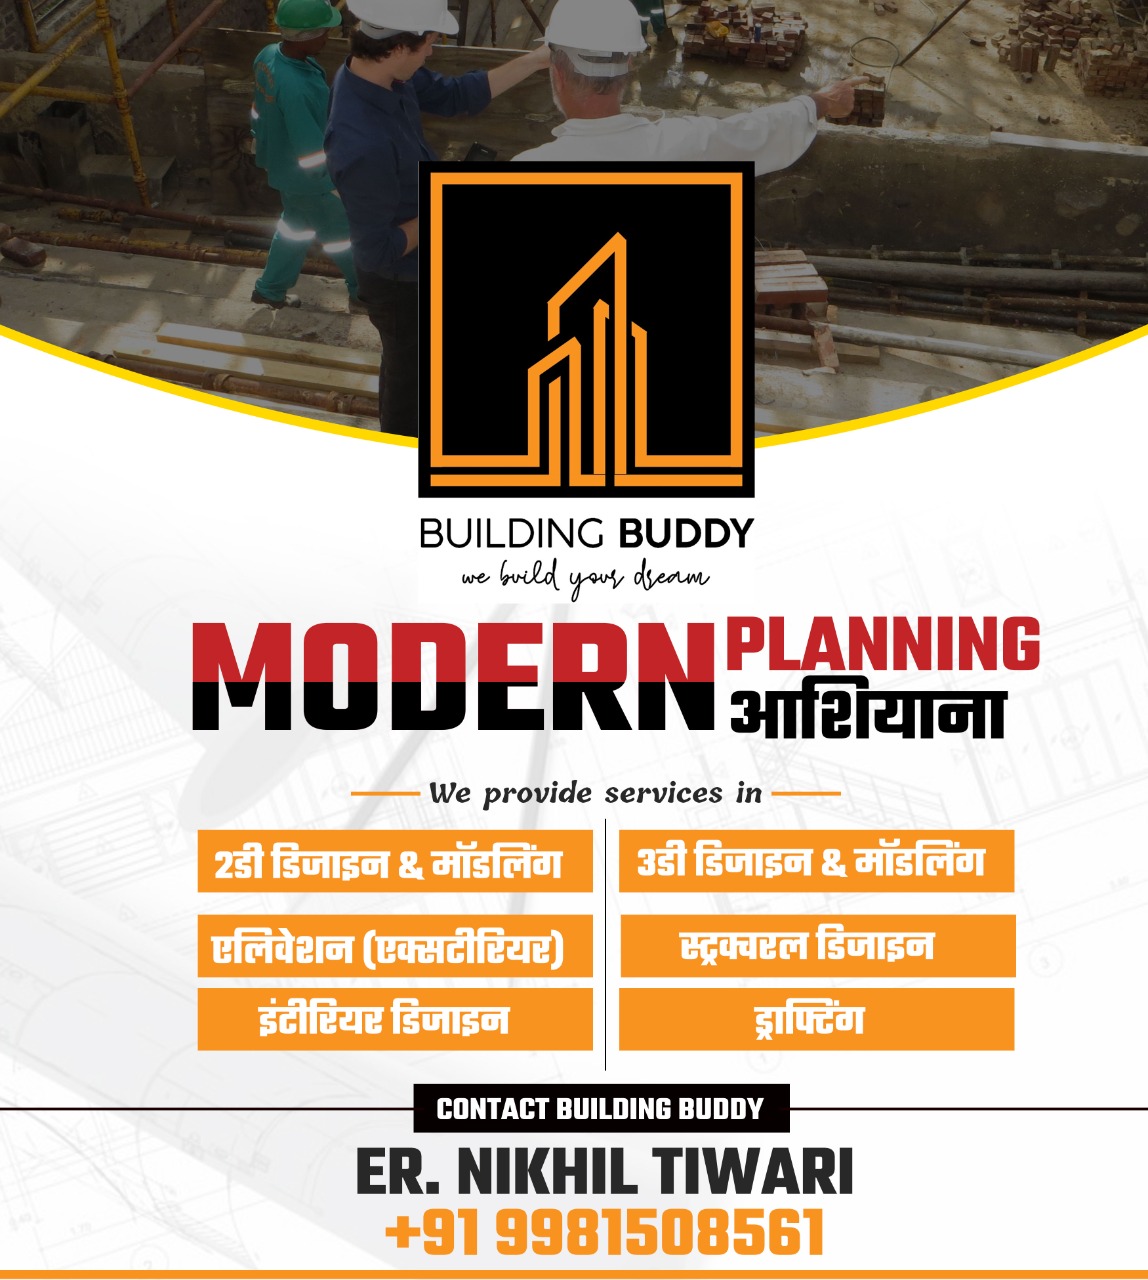 BUILDING BUDDY
we build your dream
MODERN PLANNING
आशियाना
We provide services in
2डी डिजाइन & मॉडलिंग
3डी डिजाइन & मॉडलिंग
एलिवेशन (एक्सटीरियर)
स्ट्रक्चरल डिजाइन
इंटीरियर डिजाइन
ड्राफ्टिंग
CONTACT BUILDING BUDDY
ER. NIKHIL TIWARI
+91 9981508561